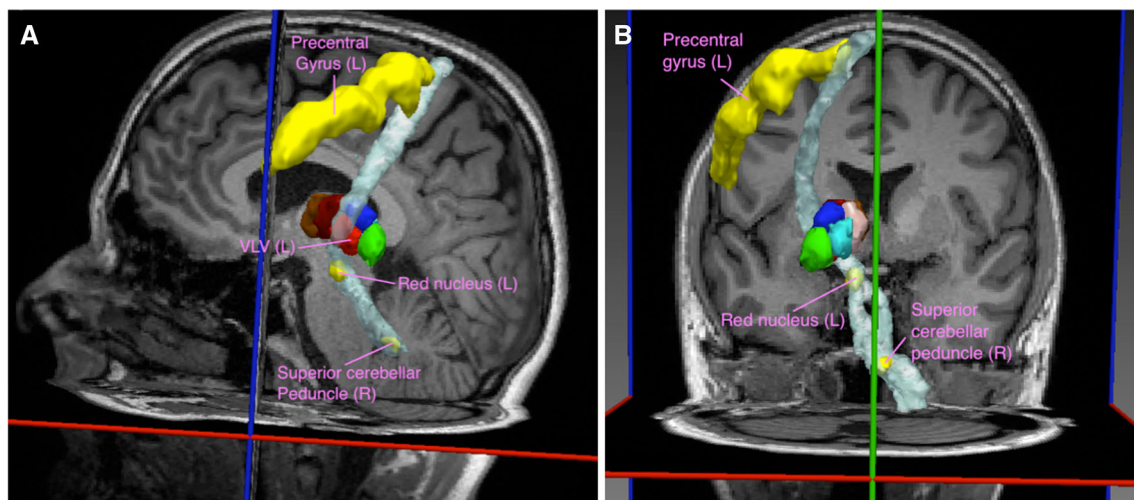 A
Precentral
Gyrus (L)
VLV (L)
Red nucleus (L)
Superior cerebellar
Peduncle (R)
B
Precentral
gyrus (L)
Red nucleus (L)
Superior
cerebellar
peduncle (R)